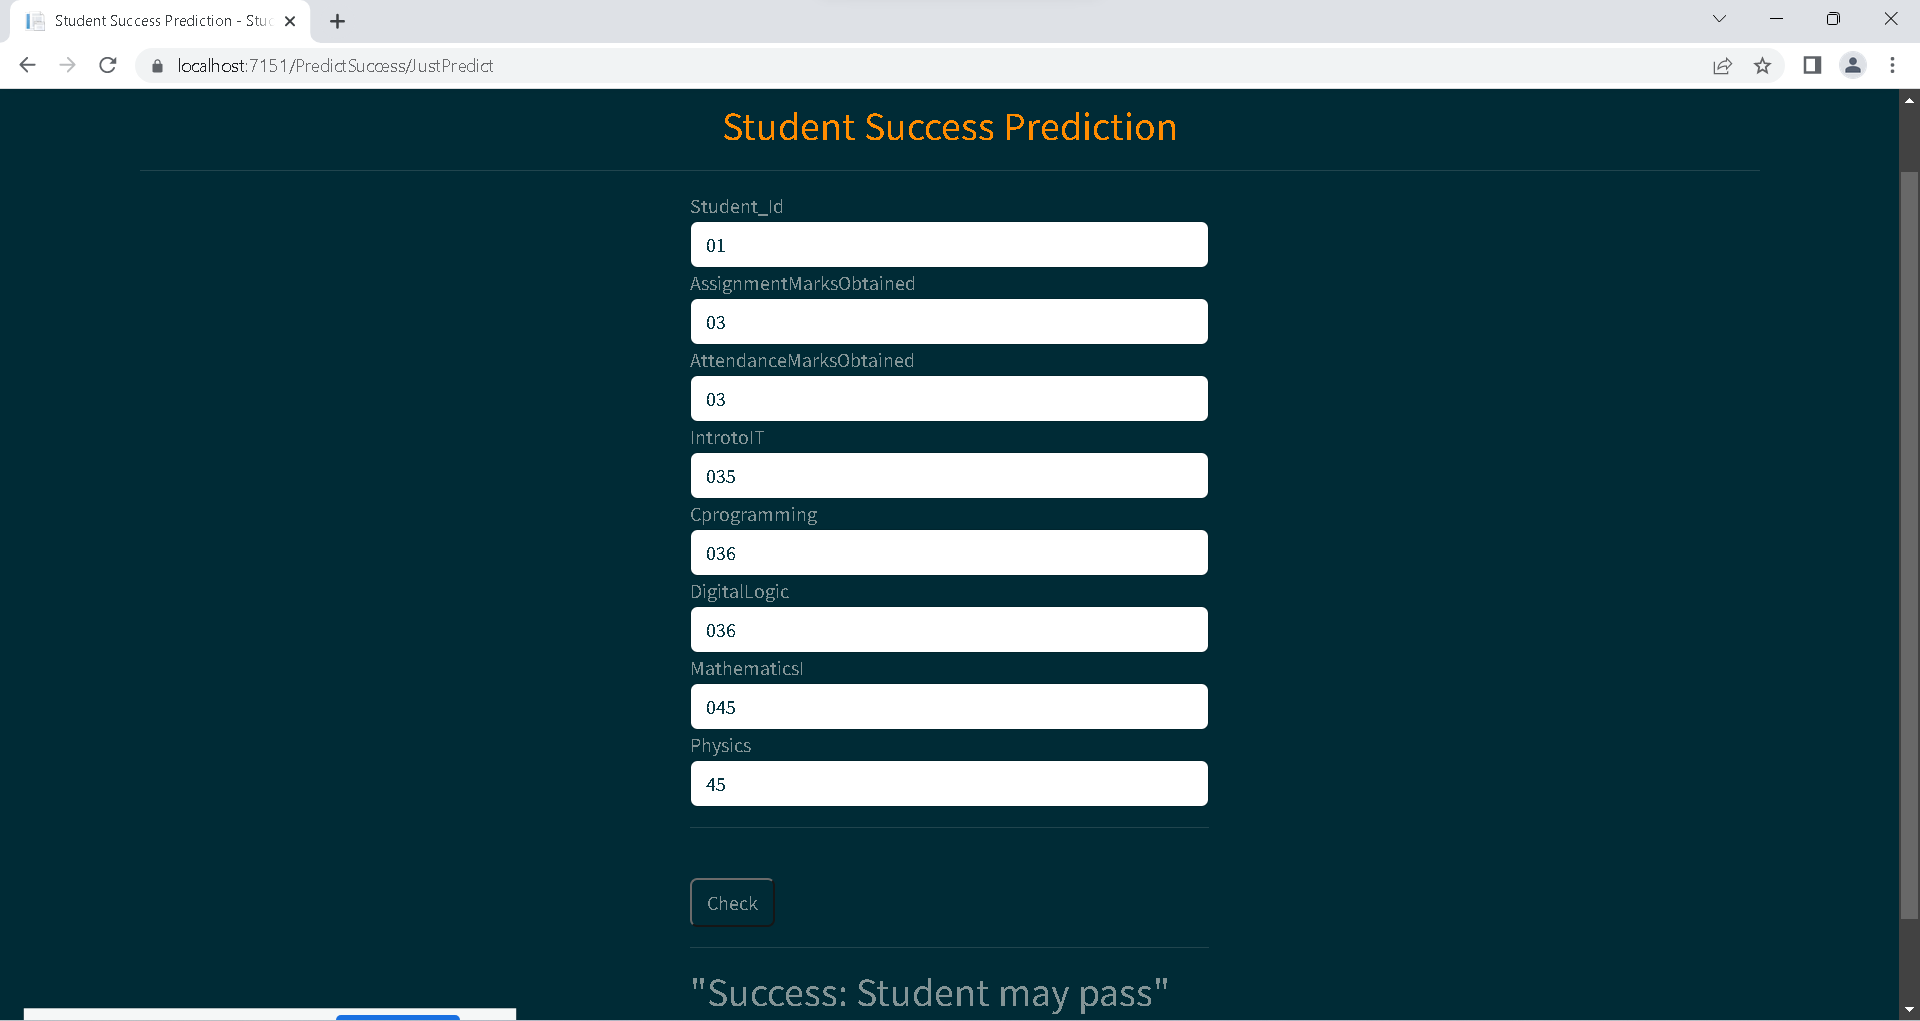 Student Success Prediction - Stu
localhost:7151/PredictSuccess/JustPredict
Student Success Prediction
Student_Id
01
AssignmentMarksObtained
03
AttendanceMarksObtained
03
IntrotoIT
035
Cprogramming
036
DigitalLogic
036
MathematicsI
045
Physics
45
Check
"Success: Student may pass"